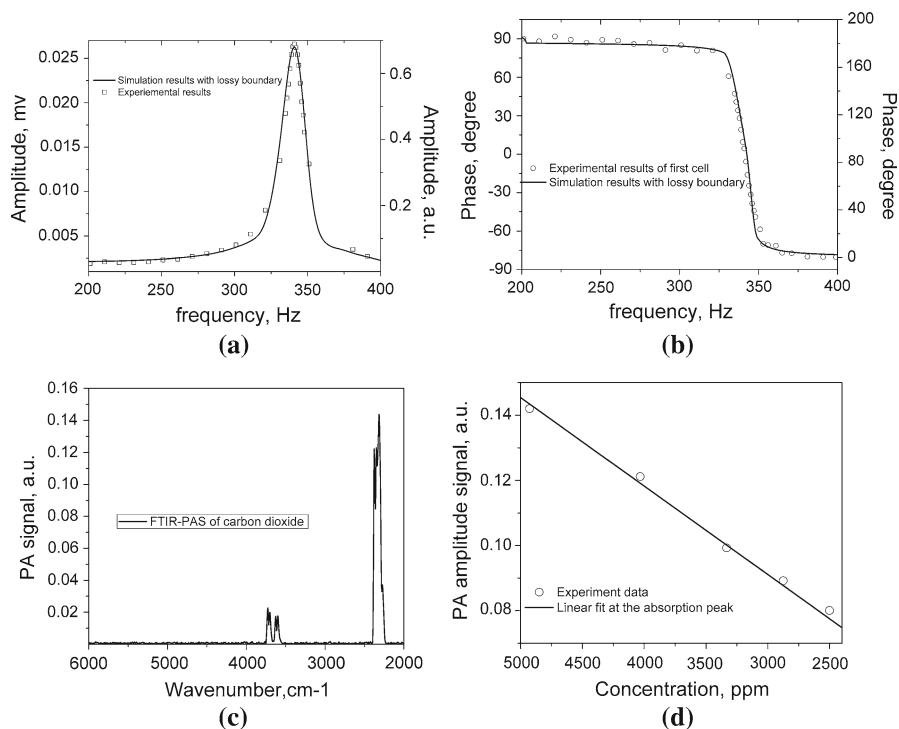 Amplitude, mv
0.025
0.020
0.015
0.010
0.005
Simulation results with lossy boundary
Experiemental results
0.6
0.4
0.2
Amplitude, a.u.
200 250 300 350 400
frequency, Hz
(a)
Phase, degree
90
60
30
0
-30
-60
-90
Experimental results of first cell
Simulation results with lossy boundary
200
160
120
80
40
0
Phase, degree
200 250 300 350 400
frequency, Hz
(b)
PA signal, a.u.
0.16
0.14
0.12
0.10
0.08
0.06
0.04
0.02
FTIR-PAS of carbon dioxide
6000 5000 4000 3000 2000
Wavenumber,cm-1
(c)
PA amplitude signal, a.u.
0.14
0.12
0.10
0.08
Experiment data
Linear fit at the absorption peak
5000 4500 4000 3500 3000 2500
Concentration, ppm
(d)